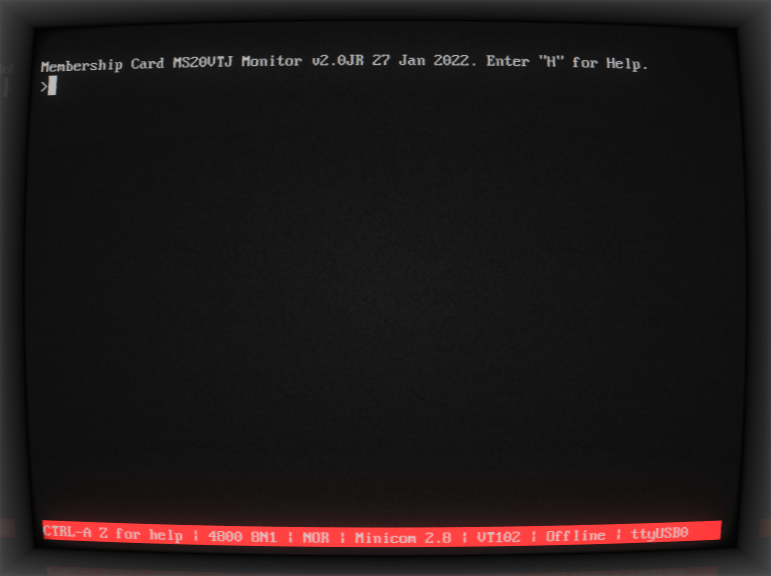 Membership Card MS20VTJ Monitor v2.0JR 27 Jan 2022. Enter "H" for Help.
>
CTRL-A Z for help | 4800 8N1 | NOR | Minicom 2.8 | VT102 | Offline | ttyUSB0